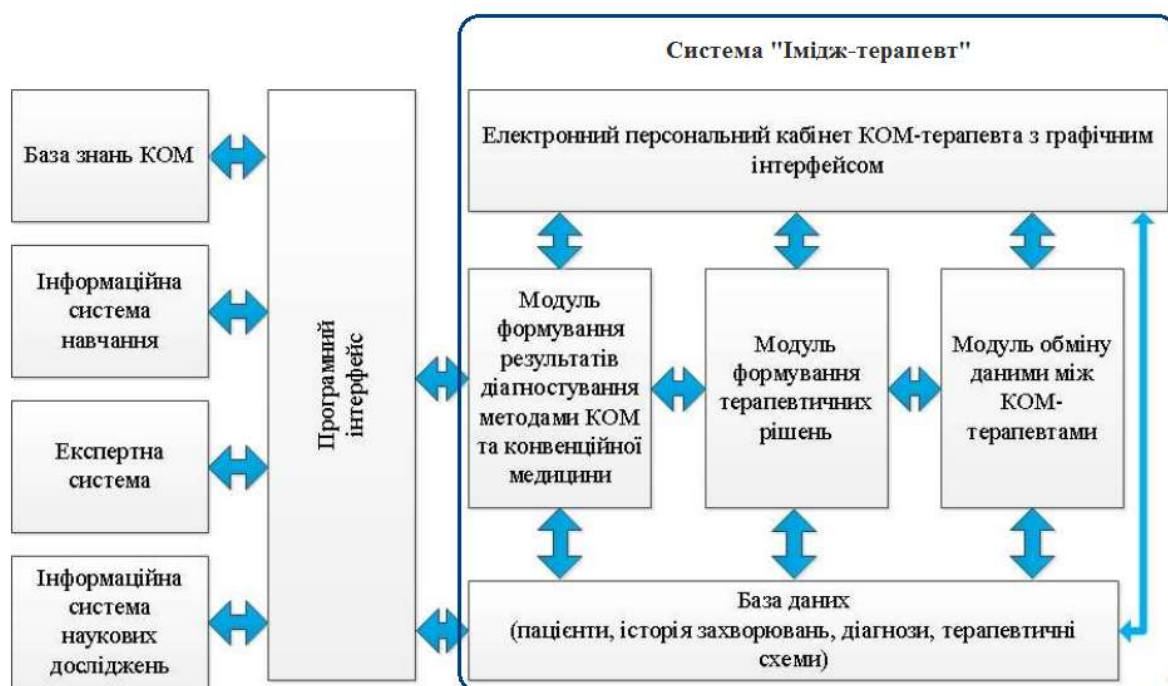 Система "Імідж-терапевт"
База знань КОМ
Інформаційна
система
навчання
Експертна
система
Інформаційна
система
наукових
досліджень
Програмний
інтерфейс
Електронний персональний кабінет КОМ-терапевта з графічним
інтерфейсом
Модуль
формування
результатів
діагностування
методами КОМ
та конвенційної
медицини
Модуль
формування
терапевтичних
рішень
Модуль обміну
даними між
КОМ-
терапевтами
База даних
(пацієнти, історія захворювань, діагнози, терапевтичні
схеми)